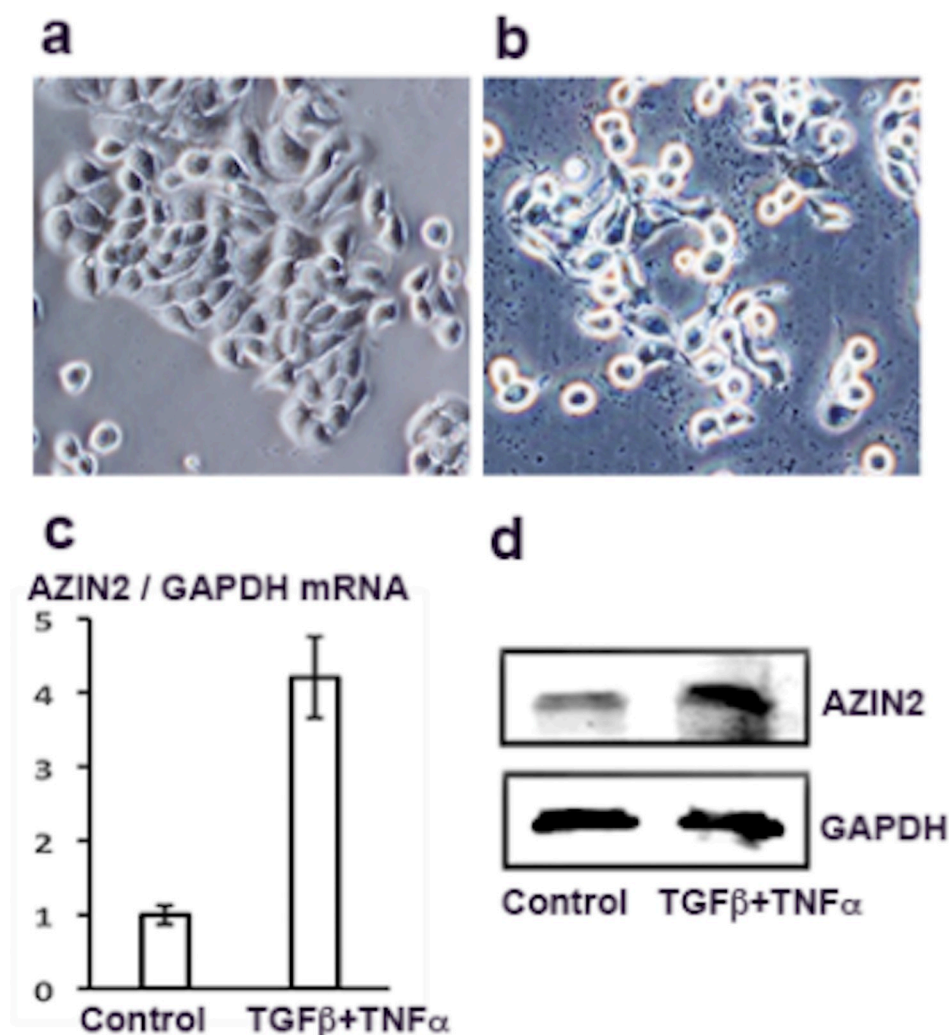 a
b
c
AZIN2 / GAPDH mRNA
5
4
3
2
1
0
Control TGFβ+TNFα
d
AZIN2
GAPDH
Control TGFβ+TNFα